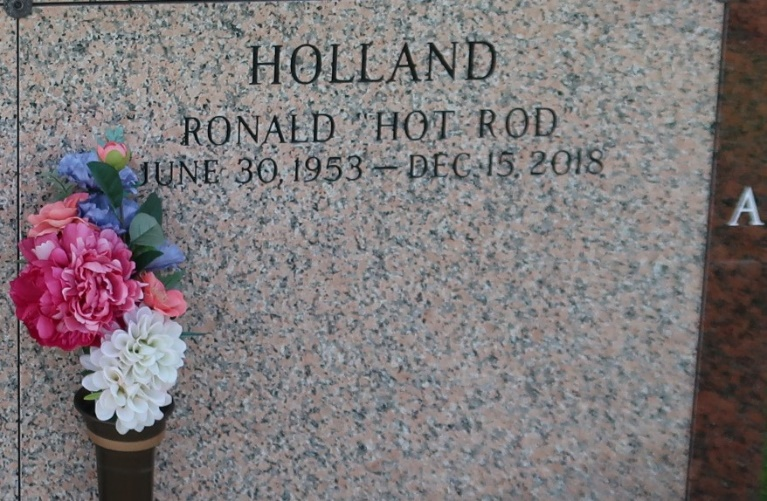 HOLLAND
RONALD "HOT ROD"
JUNE 30, 1953 — DEC. 15, 2018
A